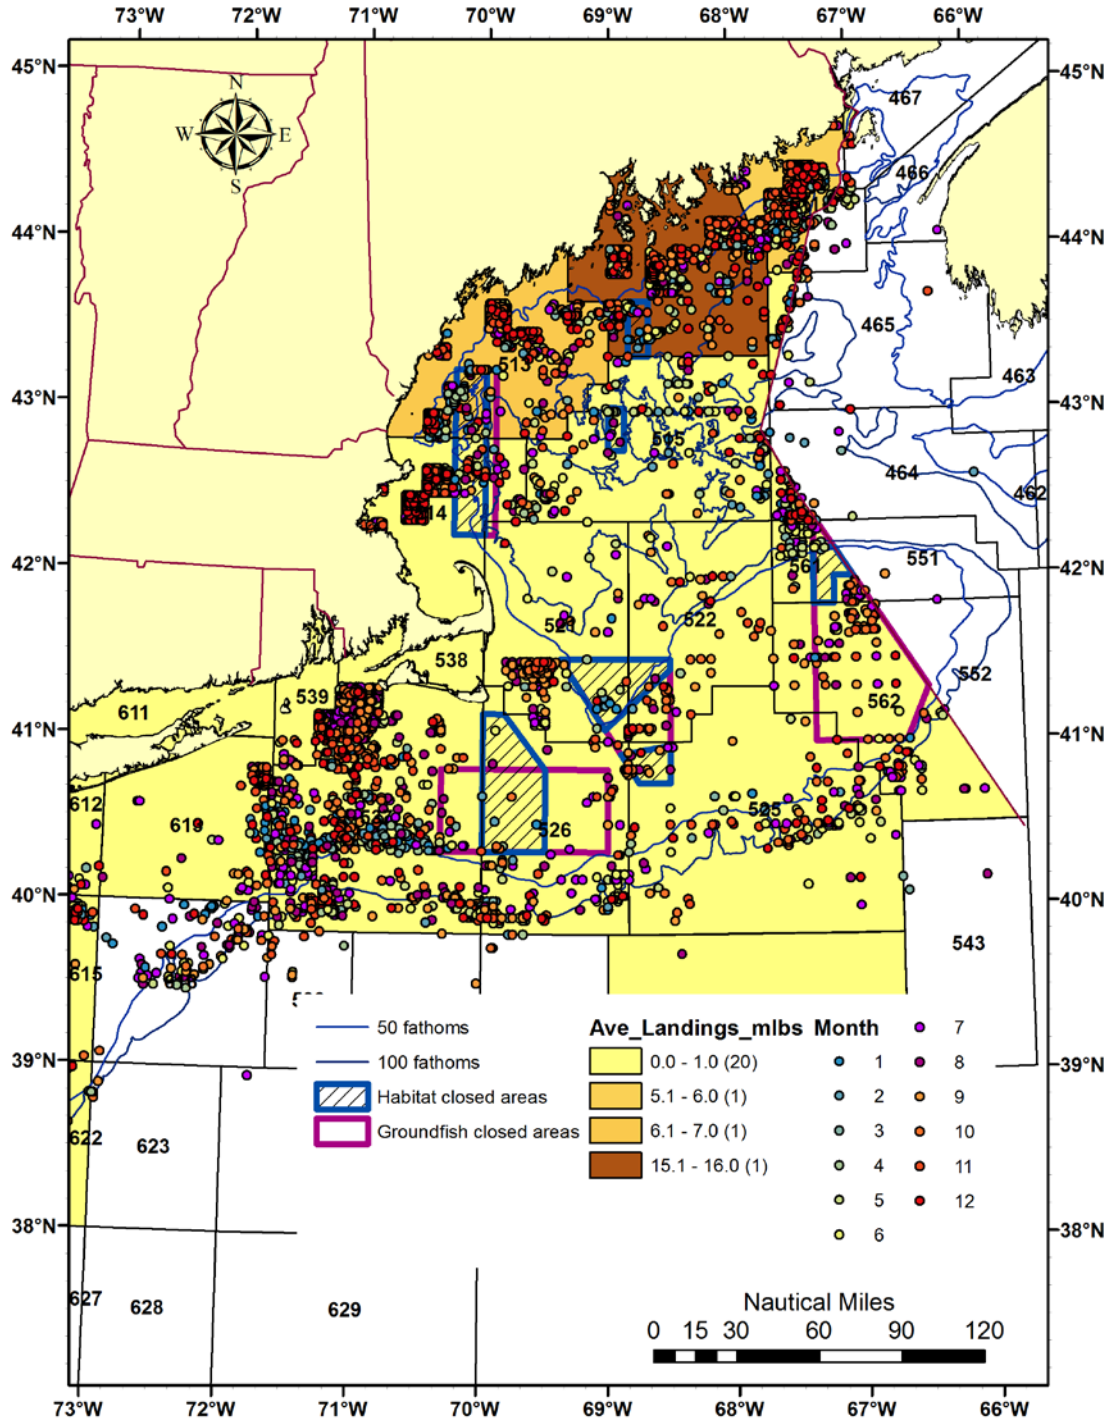 73°W 72°W 71°W 70°W 69°W 68°W 67°W 66°W
45°N 45°N
N
W E
S
467
466
44°N 44°N
465
513
463
43°N 43°N
515
464
462
514
42°N 42°N
551
561
522
538
552
539
562
611
41°N 41°N
612
525
526
40°N 40°N
543
615
50 fathoms
100 fathoms
Habitat closed areas
Groundfish closed areas
Ave_Landings_mlbs
0.0 - 1.0 (20)
5.1 - 6.0 (1)
6.1 - 7.0 (1)
15.1 - 16.0 (1)
Month
1
2
3
4
5
6
7
8
9
10
11
12
39°N 39°N
622
623
38°N 38°N
627
628
629
Nautical Miles
0 15 30 60 90 120
73°W 72°W 71°W 70°W 69°W 68°W 67°W 66°W